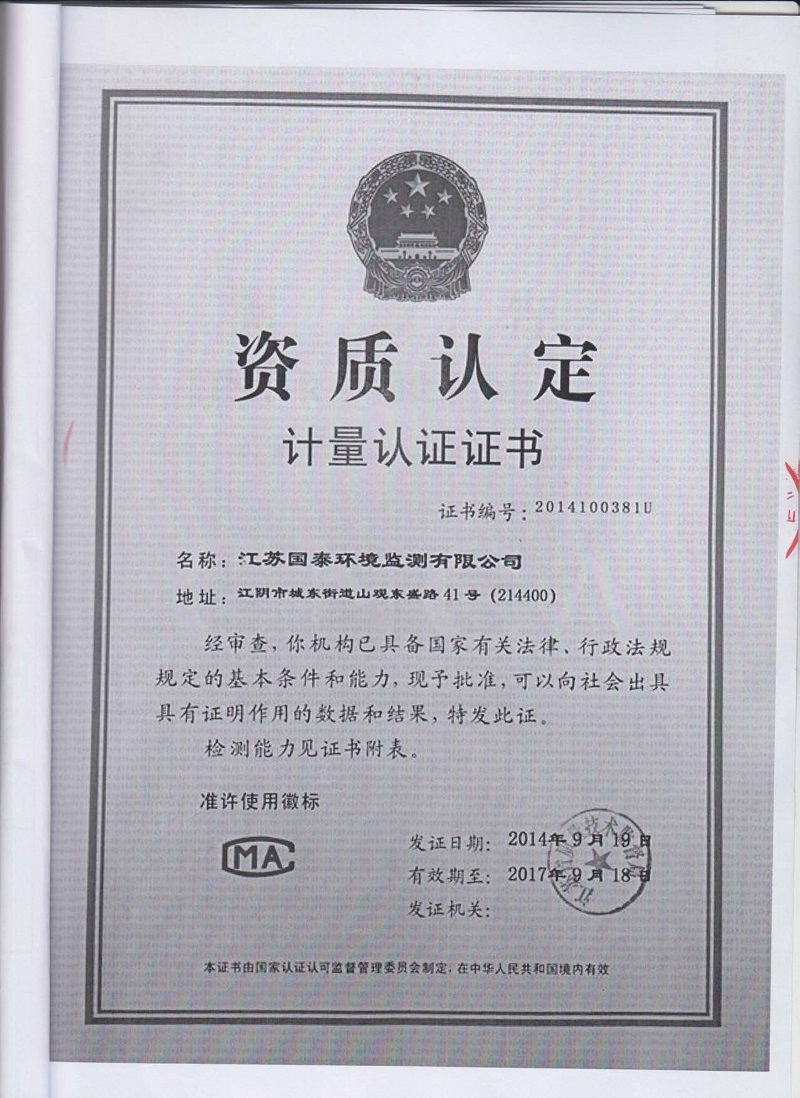 资质认定
计量认证证书
证书编号：2014100381U
名称：江苏国泰环境监测有限公司
地址：江阴市城东街道山观东盛路 41 号 (214400)
经审查，你机构已具备国家有关法律、行政法规
规定的基本条件和能力，现予批准，可以向社会出具
具有证明作用的数据和结果，特发此证。
检测能力见证书附表。
准许使用徽标
MA
发证日期：2014年 9 月 19 日
有效期至：2017年 9 月 18 日
发证机关：
本证书由国家认证认可监督管理委员会制定，在中华人民共和国境内有效